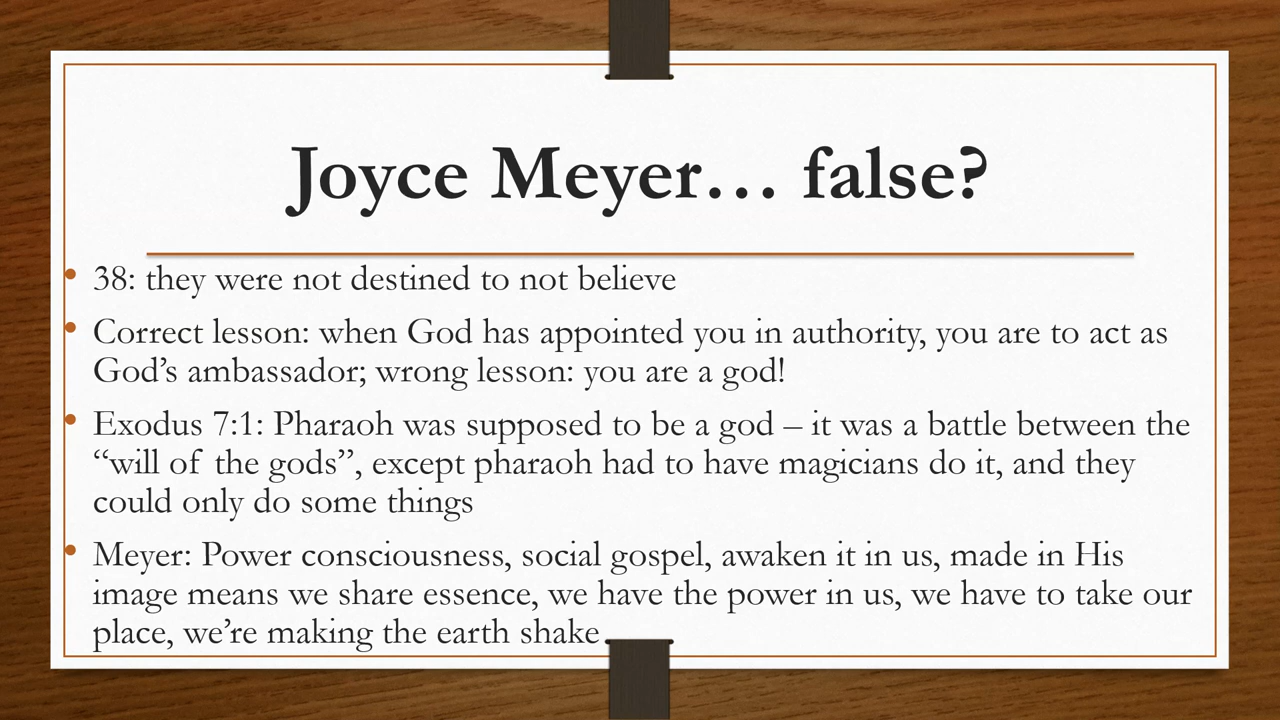 Joyce Meyer… false?
• 38: they were not destined to not believe
• Correct lesson: when God has appointed you in authority, you are to act as
God’s ambassador; wrong lesson: you are a god!
• Exodus 7:1: Pharaoh was supposed to be a god – it was a battle between the
“will of the gods”, except pharaoh had to have magicians do it, and they
could only do some things
• Meyer: Power consciousness, social gospel, awaken it in us, made in His
image means we share essence, we have the power in us, we have to take our
place, we’re making the earth shake